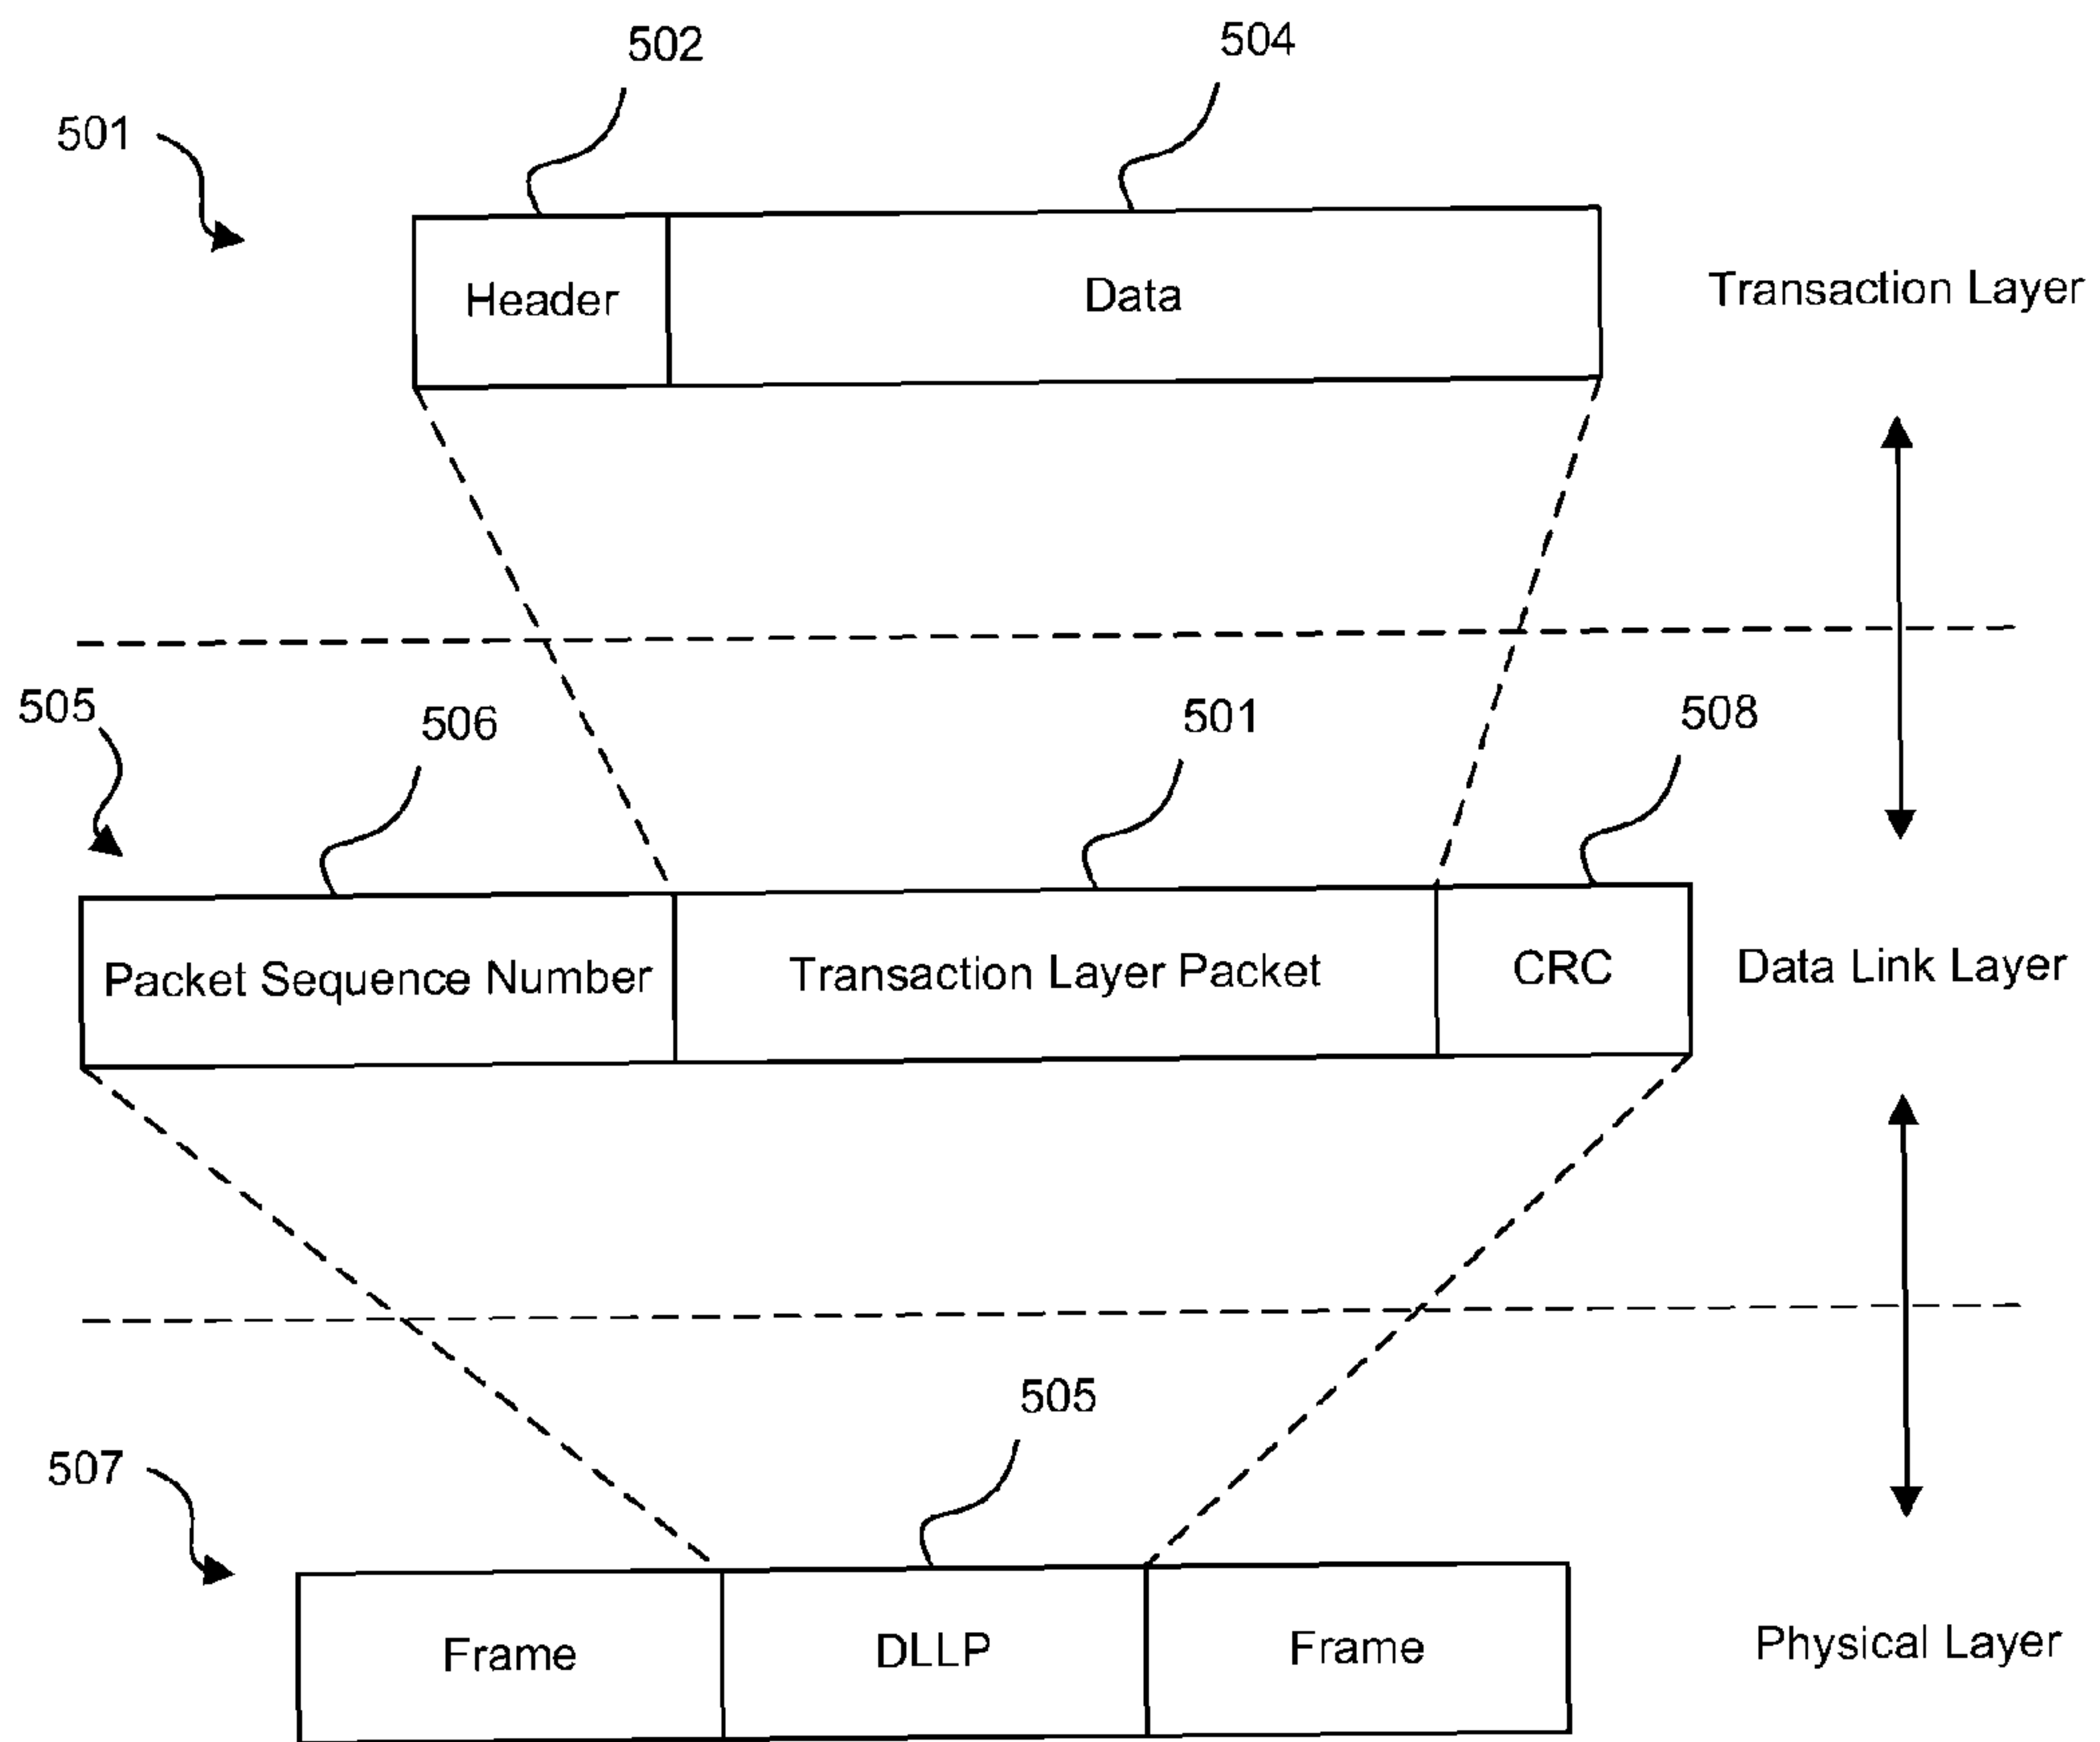 502
504
501
Header
Data
Transaction Layer
505
506
501
508
Packet Sequence Number
Transaction Layer Packet
CRC
Data Link Layer
505
507
Frame
DLLP
Frame
Physical Layer